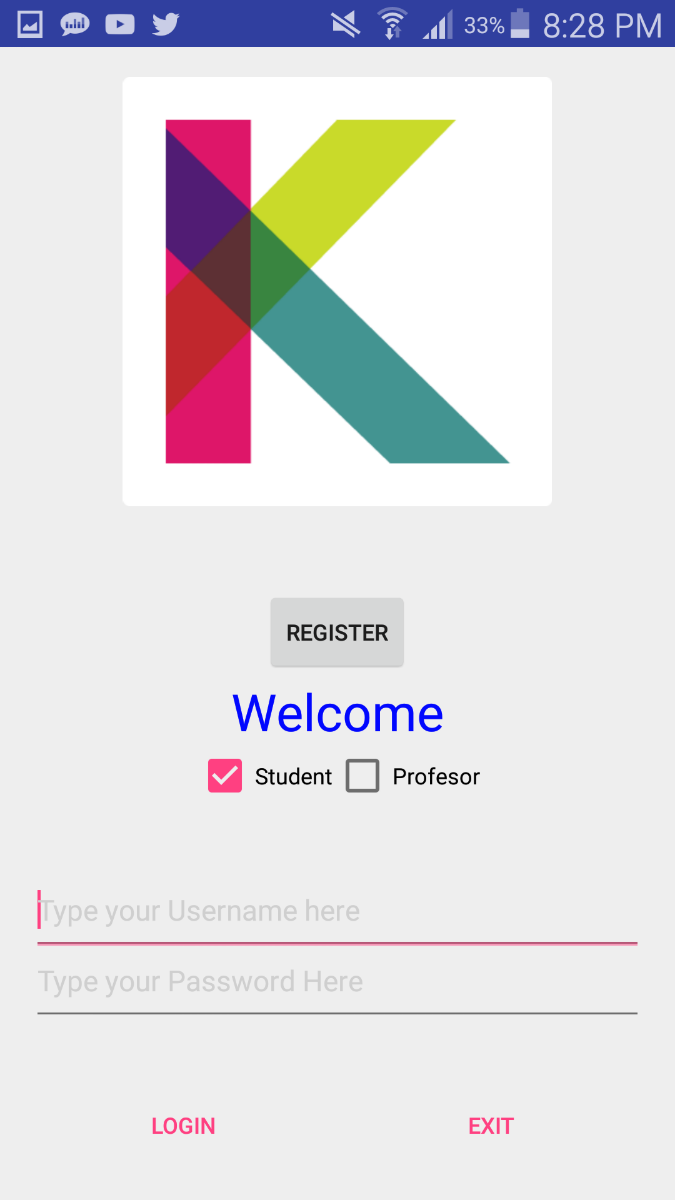 33% 8:28 PM
K
REGISTER
Welcome
Student Profesor
Type your Username here
Type your Password Here
LOGIN EXIT